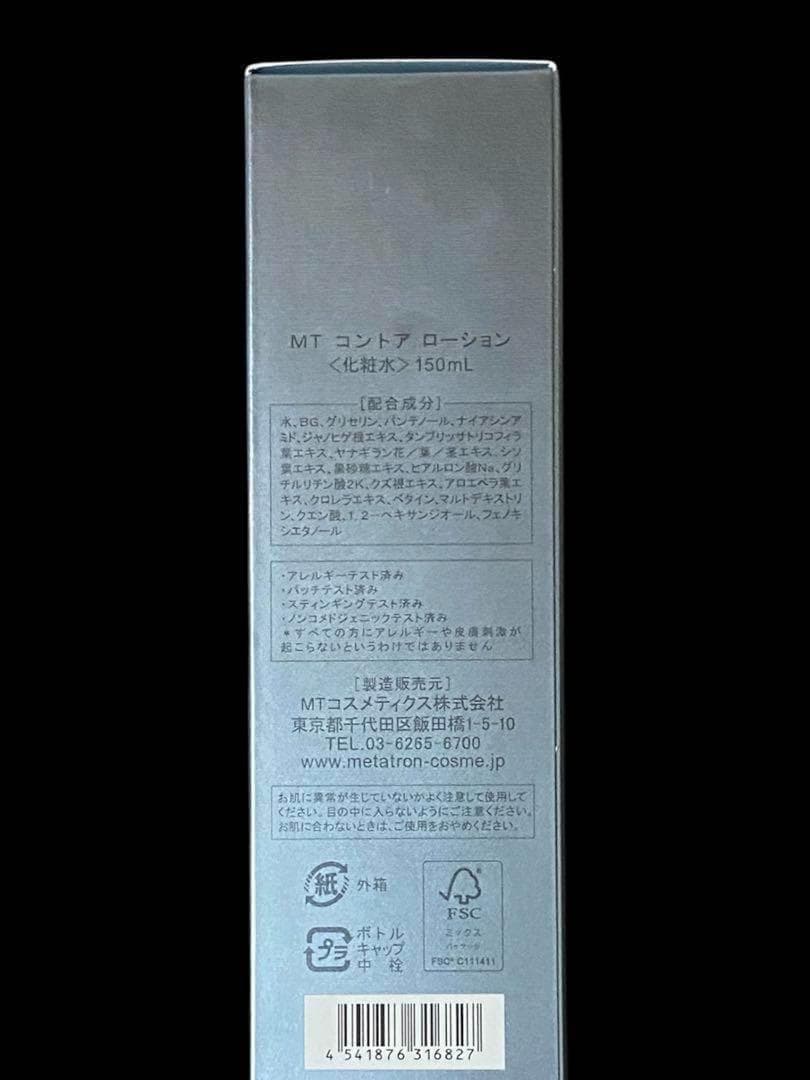 MT コントア ローション
＜化粧水＞150mL
[配合成分]
水、BG、グリセリン、パンテノール、ナイアシンア
ミド、ジャノヒゲ根エキス、タンブリッサトリコフィラ
葉エキス、ヤナギラン花／葉／茎エキス、シソ
葉エキス、黒砂糖エキス、ヒアルロン酸Na、グリ
チルリチン酸2K、クズ根エキス、アロエベラ葉エ
キス、クロレラエキス、ベタイン、マルトデキストリ
ン、クエン酸、1,2－ヘキサンジオール、フェノキ
シエタノール
・アレルギーテスト済み
・パッチテスト済み
・スティンギングテスト済み
・ノンコメドジェニックテスト済み
＊すべての方にアレルギーや皮膚刺激が
起こらないというわけではありません
[製造販売元]
MTコスメティクス株式会社
東京都千代田区飯田橋1-5-10
TEL.03-6265-6700
www.metatron-cosme.jp
お肌に異常が生じていないかよく注意して使用して
ください。目の中に入らないようにご注意ください。
お肌に合わないときは、ご使用をおやめください。
紙 外箱
プラ ボトル
キャップ
中 栓
FSC
ミックス
パッケージ
FSC® C111411
4 541876 316827